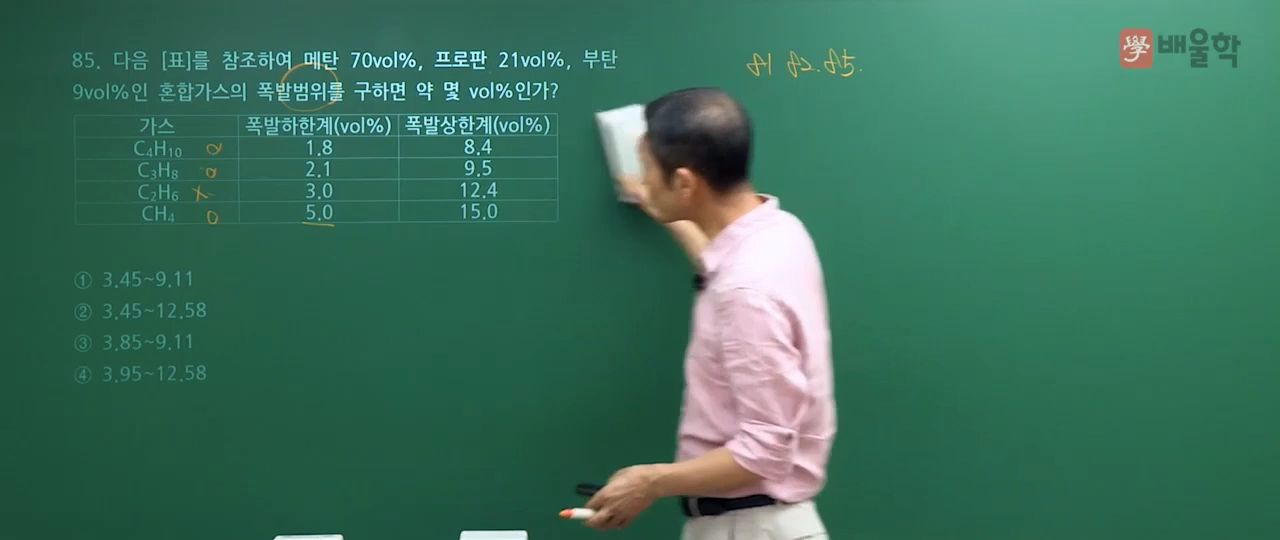 85. 다음 [표]를 참조하여 메탄 70vol%, 프로판 21vol%, 부탄
9vol%인 혼합가스의 폭발범위를 구하면 약 몇 vol%인가?
가스 폭발하한계(vol%) 폭발상한계(vol%)
C₄H₁₀ 1.8 8.4
C₃H₈ 2.1 9.5
C₂H₆ x 3.0 12.4
CH₄ 5.0 15.0
① 3.45~9.11
② 3.45~12.58
③ 3.85~9.11
④ 3.95~12.58
81 82. 85.
學 배울학